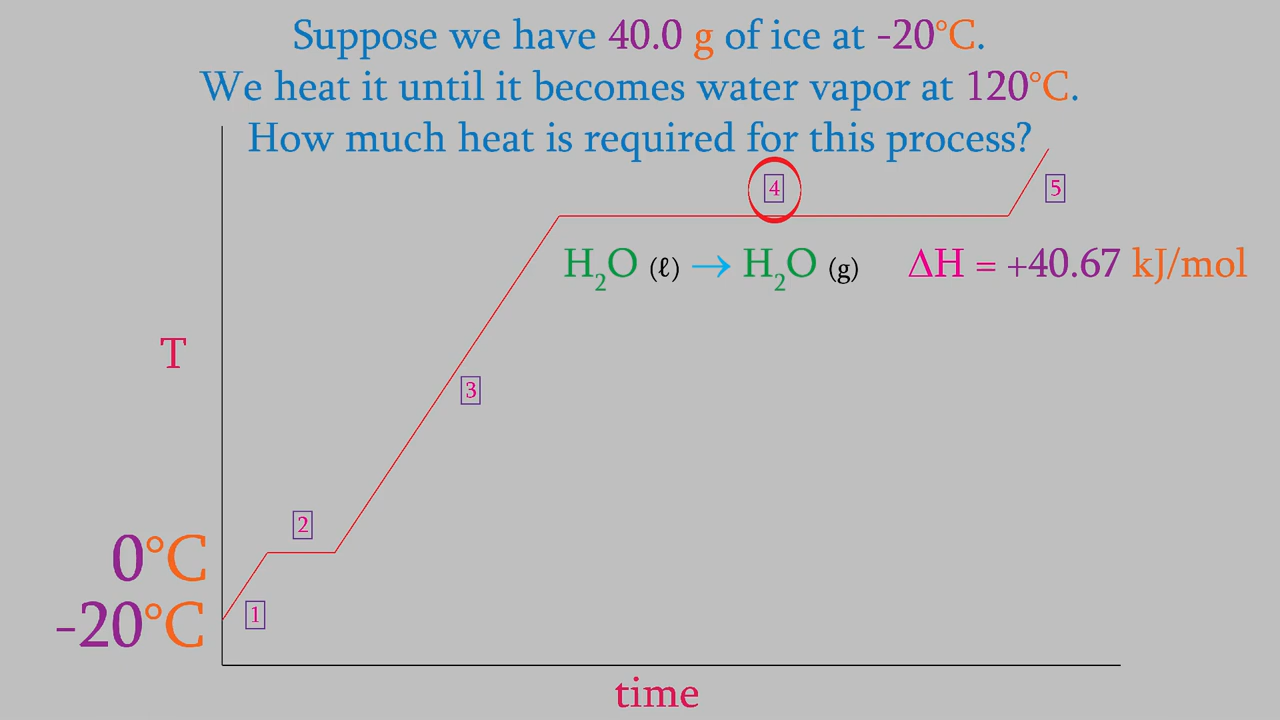 Suppose we have 40.0 g of ice at -20°C.
We heat it until it becomes water vapor at 120°C.
How much heat is required for this process?
4
5
H₂O (ℓ) → H₂O (g) ΔH = +40.67 kJ/mol
T
3
2
0°C
-20°C
1
time